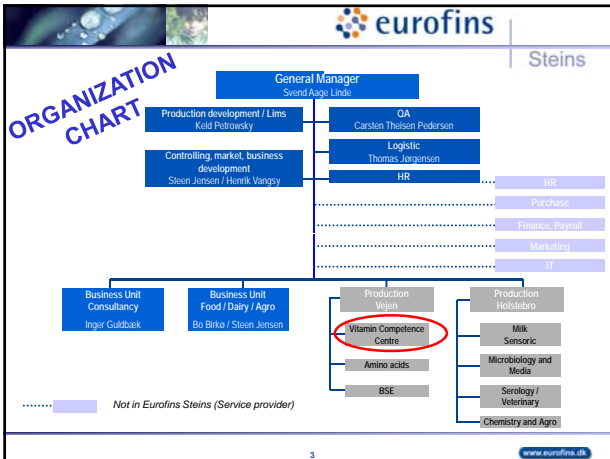 eurofins
Steins
ORGANIZATION
CHART
General Manager
Svend Aage Linde
Production development / Lims
Keld Petrowsky
QA
Carsten Theisen Pedersen
Logistic
Thomas Jørgensen
Controlling, market, business
development
Steen Jensen / Henrik Vangsy
HR
HR
Purchase
Finance, Payroll
Marketing
IT
Business Unit
Consultancy
Inger Guldbæk
Business Unit
Food / Dairy / Agro
Bo Birkø / Steen Jensen
Production
Vejen
Vitamin Competence
Centre
Amino acids
BSE
Production
Holstebro
Milk
Sensoric
Microbiology and
Media
Serology /
Veterinary
Chemistry and Agro
Not in Eurofins Steins (Service provider)
3
www.eurofins.dk